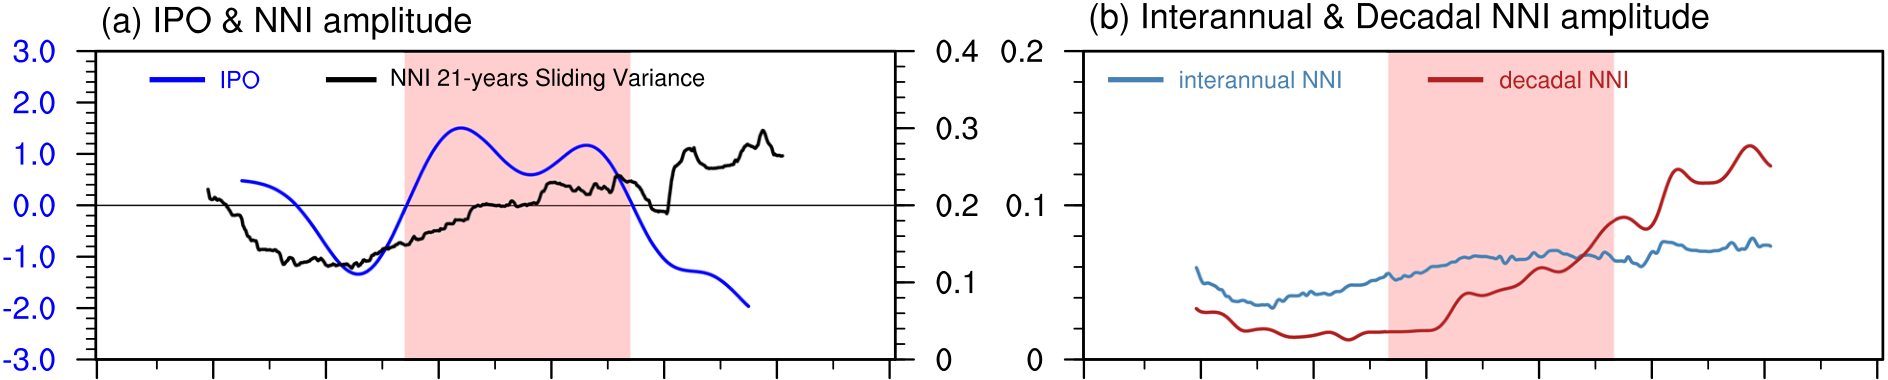 (a) IPO & NNI amplitude
3.0
2.0
1.0
0.0
-1.0
-2.0
-3.0
IPO
NNI 21-years Sliding Variance
0.4
0.3
0.2
0.1
0
(b) Interannual & Decadal NNI amplitude
0.2
0.1
0
interannual NNI
decadal NNI